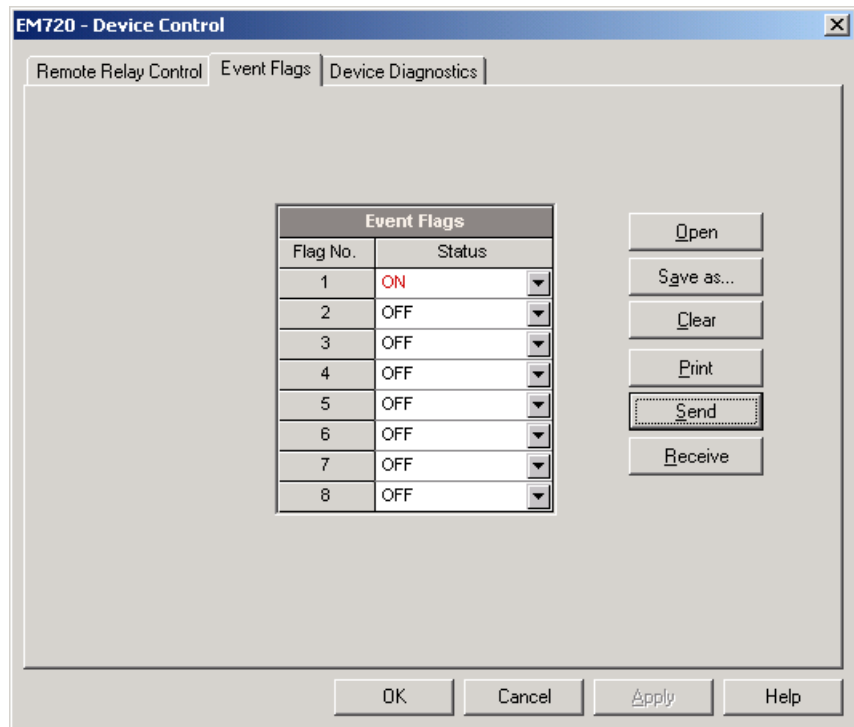 EM720 - Device Control
Remote Relay Control Event Flags Device Diagnostics
Event Flags
Flag No. Status
1 ON
2 OFF
3 OFF
4 OFF
5 OFF
6 OFF
7 OFF
8 OFF
Open
Save as...
Clear
Print
Send
Receive
OK Cancel Apply Help